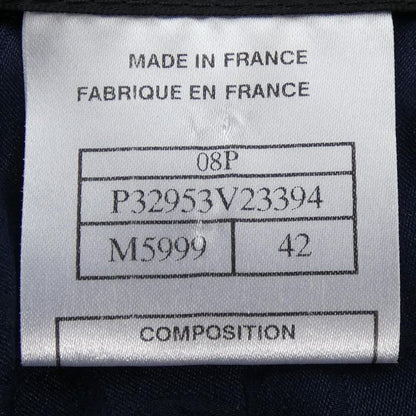 MADE IN FRANCE
FABRIQUE EN FRANCE
08P
P32953V23394
M5999 42
COMPOSITION